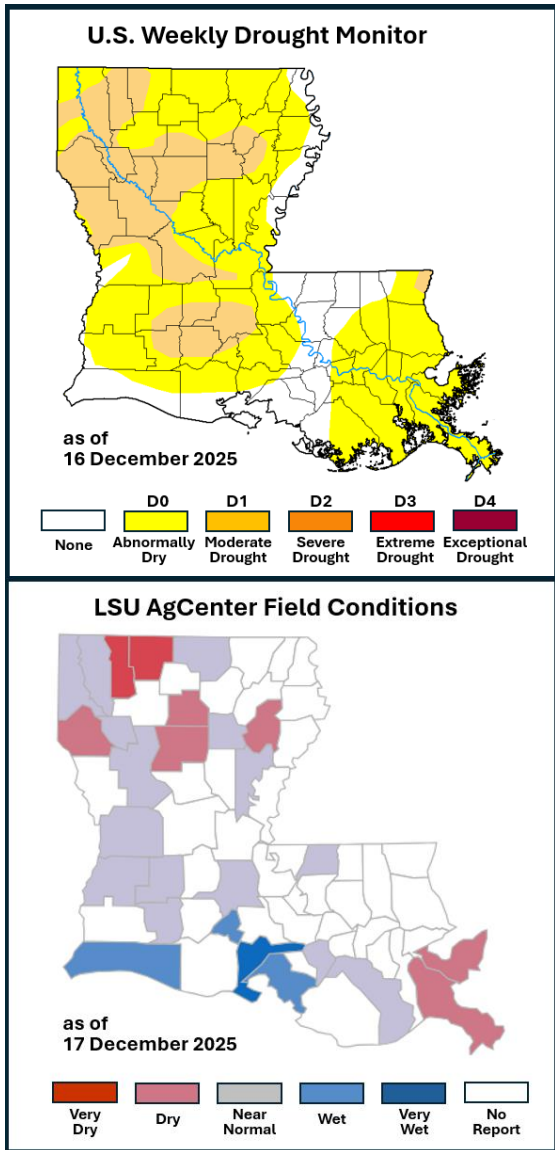 U.S. Weekly Drought Monitor
as of
16 December 2025
D0
D1
D2
D3
D4
None
Abnormally
Dry
Moderate
Drought
Severe
Drought
Extreme
Drought
Exceptional
Drought
LSU AgCenter Field Conditions
as of
17 December 2025
Very
Dry
Dry
Near
Normal
Wet
Very
Wet
No
Report